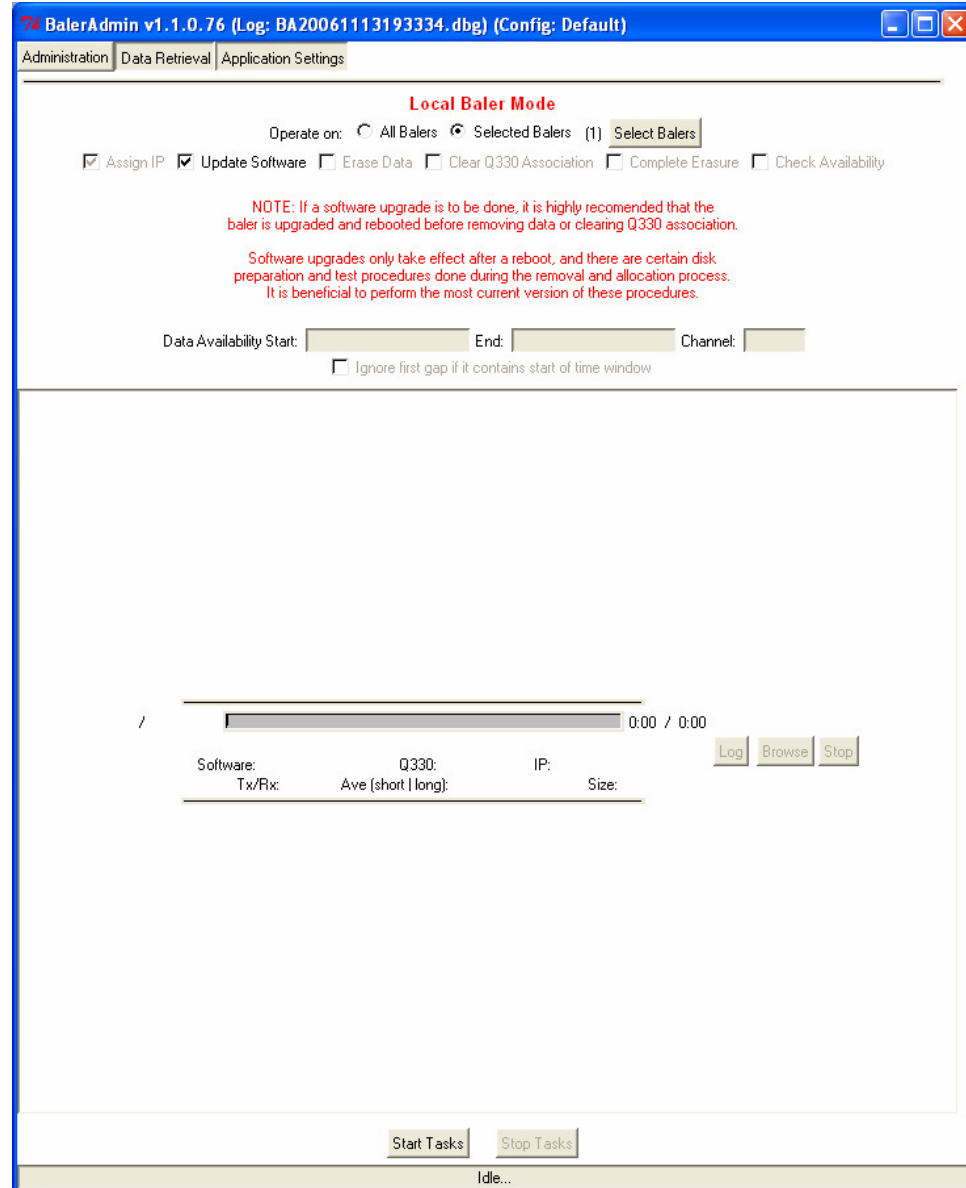 BalerAdmin v1.1.0.76 (Log: BA20061113193334.dbg) (Config: Default)
Administration Data Retrieval Application Settings
Local Baler Mode
Operate on: All Balers Selected Balers (1) Select Balers
Assign IP Update Software Erase Data Clear Q330 Association Complete Erasure Check Availability
NOTE: If a software upgrade is to be done, it is highly recomended that the
baler is upgraded and rebooted before removing data or clearing Q330 association.
Software upgrades only take effect after a reboot, and there are certain disk
preparation and test procedures done during the removal and allocation process.
It is beneficial to perform the most current version of these procedures.
Data Availability Start: End: Channel:
Ignore first gap if it contains start of time window
/ 0:00 / 0:00
Log Browse Stop
Software: Q330: IP:
Tx/Rx: Ave (short | long): Size:
Start Tasks Stop Tasks
Idle...